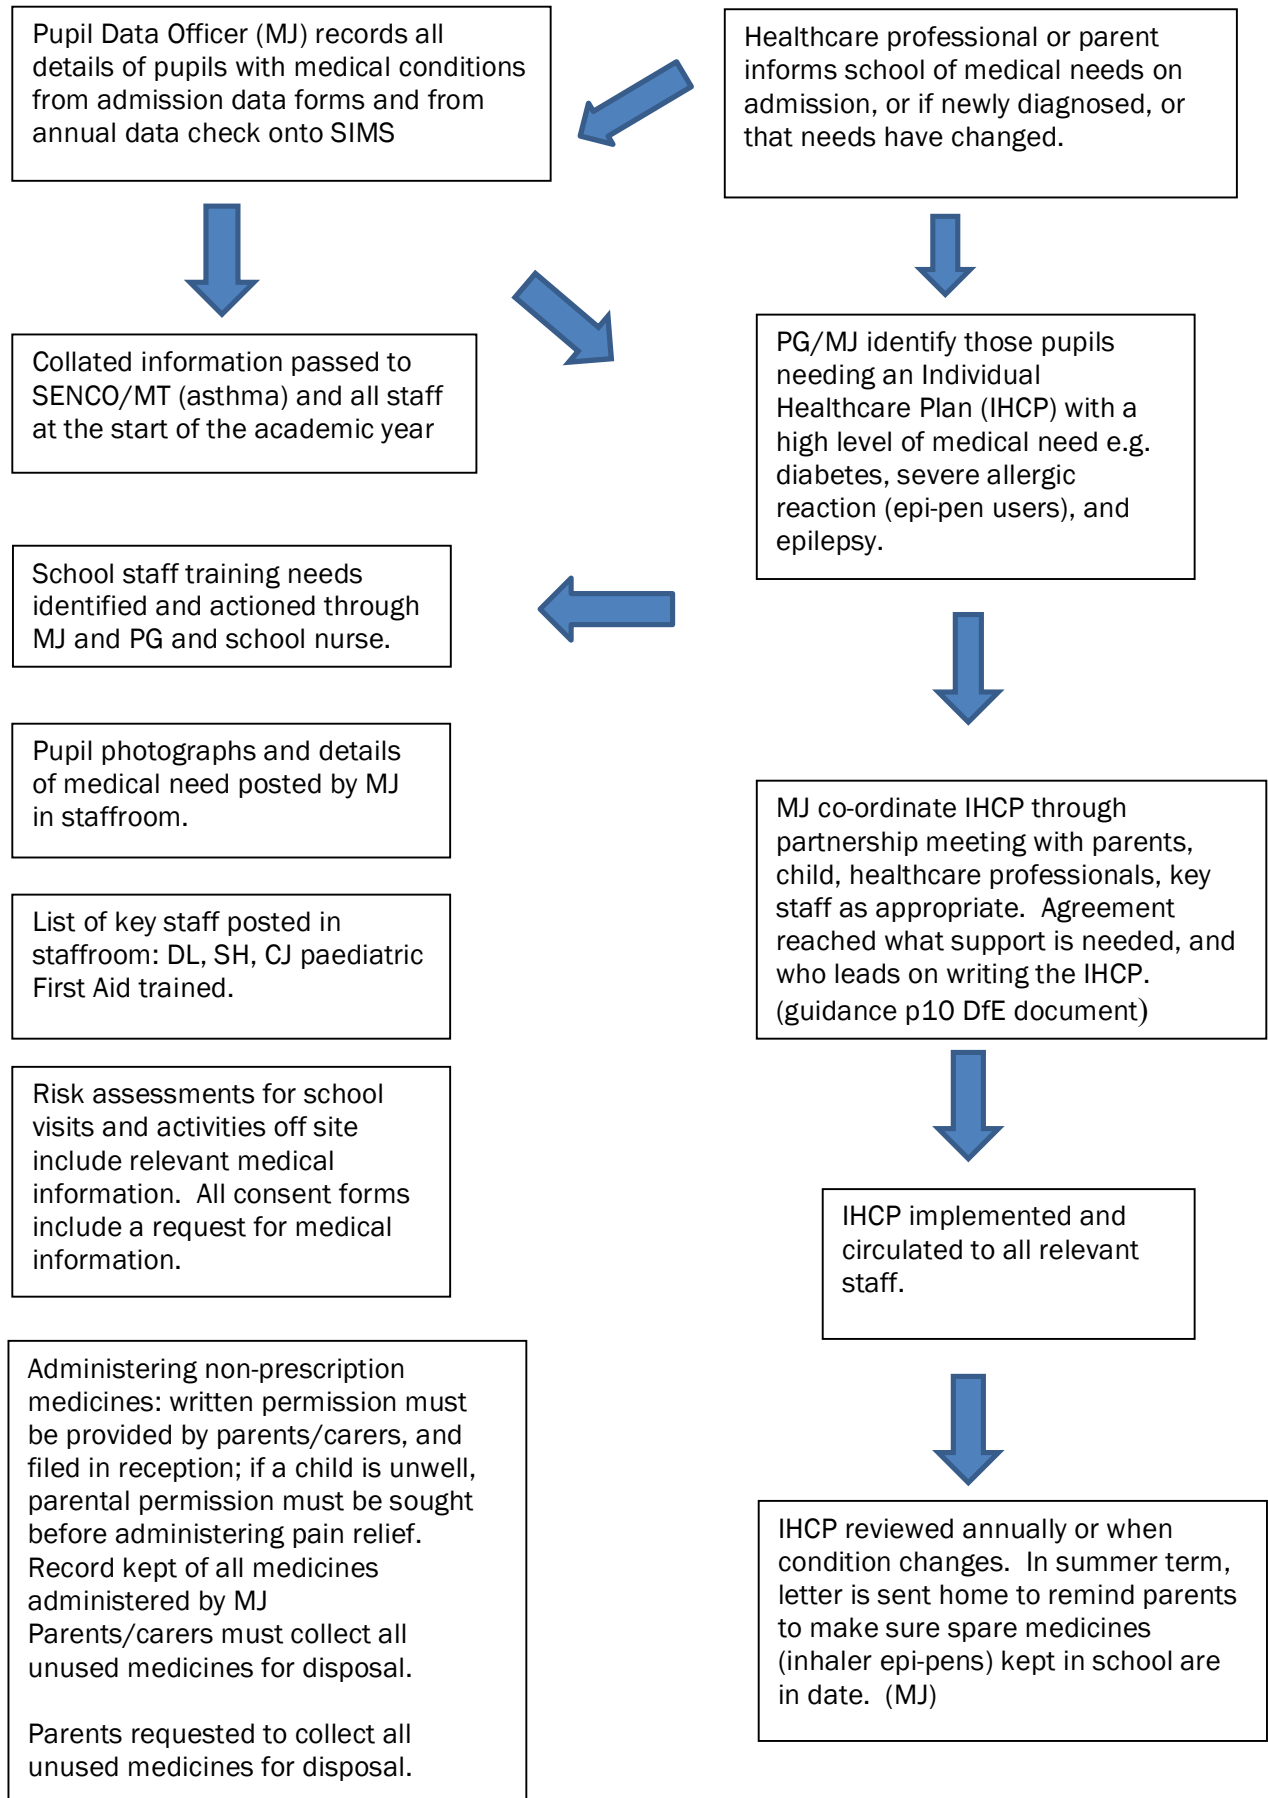 Pupil Data Officer (MJ) records all
details of pupils with medical conditions
from admission data forms and from
annual data check onto SIMS
Healthcare professional or parent
informs school of medical needs on
admission, or if newly diagnosed, or
that needs have changed.
Collated information passed to
SENCO/MT (asthma) and all staff
at the start of the academic year
PG/MJ identify those pupils
needing an Individual
Healthcare Plan (IHCP) with a
high level of medical need e.g.
diabetes, severe allergic
reaction (epi-pen users), and
epilepsy.
School staff training needs
identified and actioned through
MJ and PG and school nurse.
Pupil photographs and details
of medical need posted by MJ
in staffroom.
MJ co-ordinate IHCP through
partnership meeting with parents,
child, healthcare professionals, key
staff as appropriate.  Agreement
reached what support is needed, and
who leads on writing the IHCP.
(guidance p10 DfE document)
List of key staff posted in
staffroom: DL, SH, CJ paediatric
First Aid trained.
Risk assessments for school
visits and activities off site
include relevant medical
information.  All consent forms
include a request for medical
information.
IHCP implemented and
circulated to all relevant
staff.
Administering non-prescription
medicines: written permission must
be provided by parents/carers, and
filed in reception; if a child is unwell,
parental permission must be sought
before administering pain relief.
Record kept of all medicines
administered by MJ
Parents/carers must collect all
unused medicines for disposal.
Parents requested to collect all
unused medicines for disposal.
IHCP reviewed annually or when
condition changes.  In summer term,
letter is sent home to remind parents
to make sure spare medicines
(inhaler epi-pens) kept in school are
in date.  (MJ)